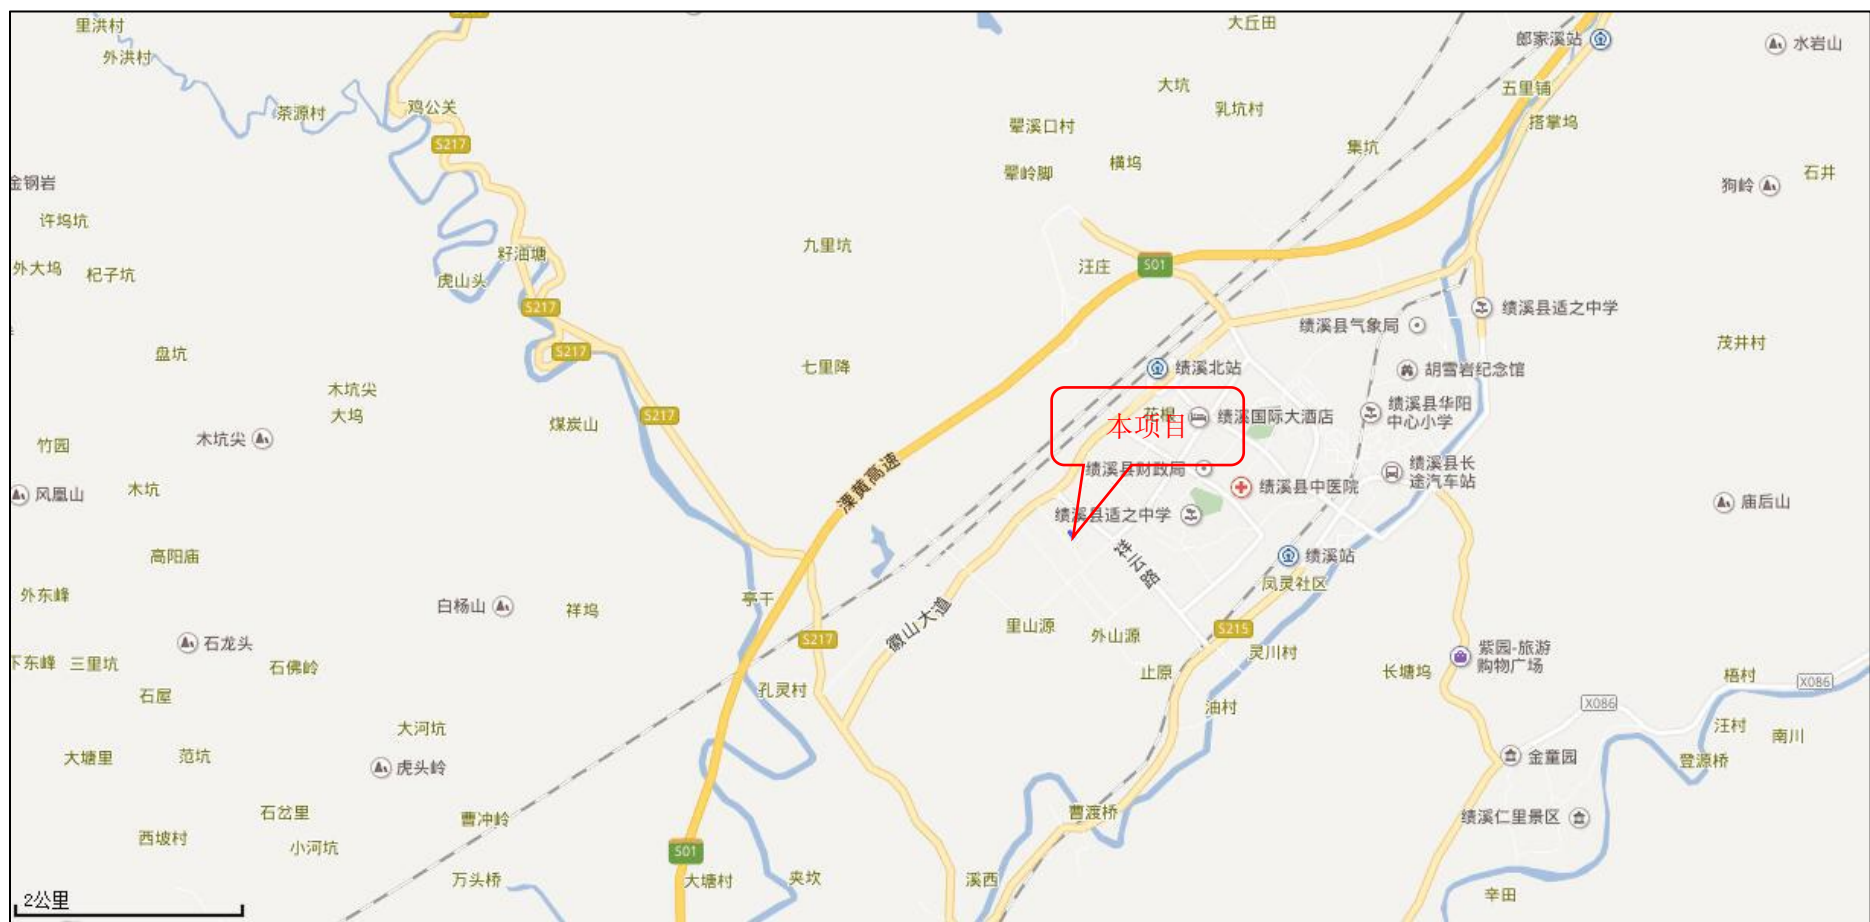 里洪村
大丘田
郎家溪站
水岩山
外洪村
大坑
五里铺
茶源村
鸡公关
乳坑村
搭掌坞
翚溪口村
S217
集坑
横坞
翚岭脚
石井
金钢岩
狗岭
许坞坑
九里坑
籽油塘
汪庄
S01
外大坞
杞子坑
虎山头
S217
绩溪县适之中学
绩溪县气象局
茂井村
盘坑
S217
七里降
绩溪北站
胡雪岩纪念馆
木坑尖
大坞
S217
花根
绩溪国际大酒店
绩溪县华阳
中心小学
本项目
煤炭山
木坑尖
竹园
绩溪县财政局
绩溪县长
途汽车站
溧黄高速
绩溪县中医院
木坑
风凰山
庙后山
绩溪县适之中学
高阳庙
祥云路
绩溪站
凤灵社区
外东峰
亭干
白杨山
祥坞
徽山大道
里山源
外山源
S215
S217
石龙头
灵川村
紫园-旅游
购物广场
下东峰
三里坑
石佛岭
止原
长塘坞
梧村
X086
孔灵村
石屋
X086
油村
大河坑
汪村
南川
大塘里
范坑
金童园
登源桥
虎头岭
石岔里
曹冲岭
曹渡桥
绩溪仁里景区
西坡村
小河坑
S01
万头桥
大塘村
夹坎
溪西
辛田
2公里